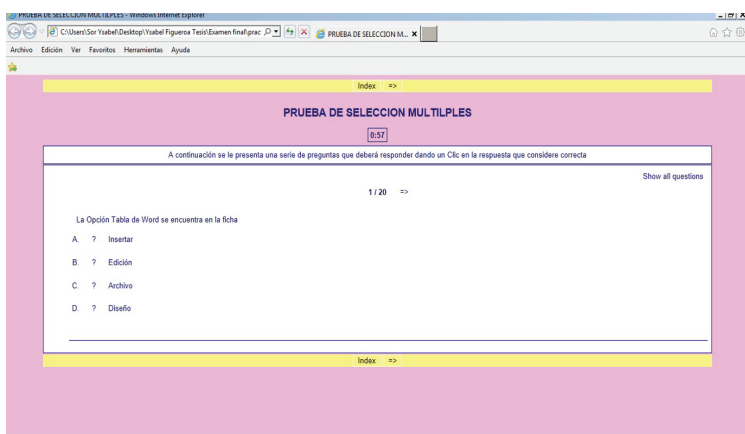 PRUEBA DE SELECCION MULTILPLES - Windows Internet Explorer
C:\Users\Sor Ysabel\Desktop\Ysabel Figueroa Tesis\Examen final\prac
PRUEBA DE SELECCION M...
Archivo Edición Ver Favoritos Herramientas Ayuda
Index =>
PRUEBA DE SELECCION MULTILPLES
0:57
A continuación se le presenta una serie de preguntas que deberá responder dando un Clic en la respuesta que considere correcta
Show all questions
1 / 20 =>
La Opción Tabla de Word se encuentra en la ficha
A. ? Insertar
B. ? Edición
C. ? Archivo
D. ? Diseño
Index =>